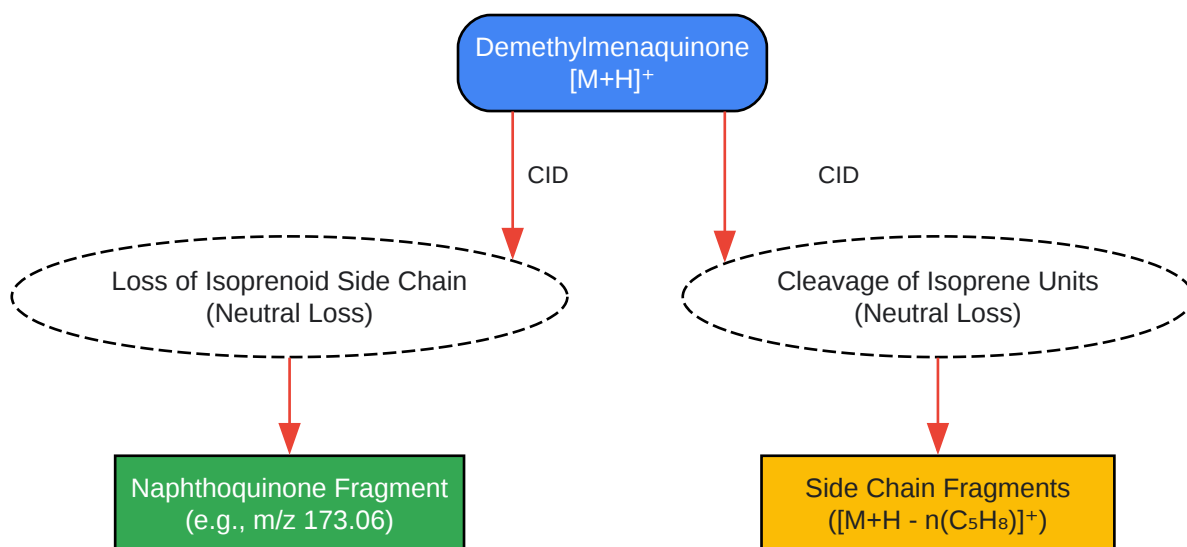 Demethylmenaquinone
[M+H]⁺
CID
CID
Loss of Isoprenoid Side Chain
(Neutral Loss)
Cleavage of Isoprene Units
(Neutral Loss)
Naphthoquinone Fragment
(e.g., m/z 173.06)
Side Chain Fragments
([M+H - n(C₅H₈)]⁺)